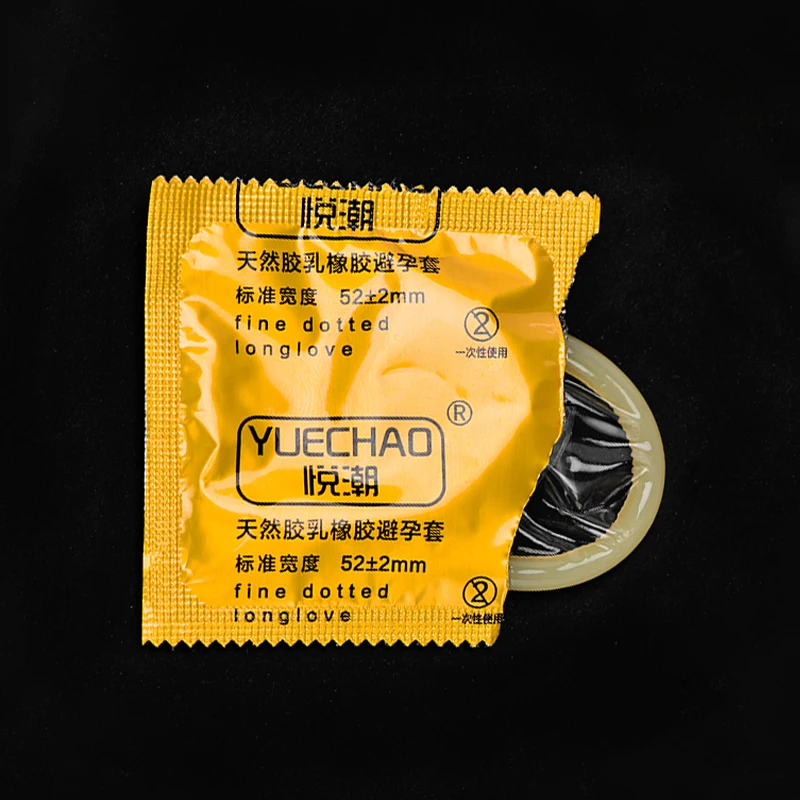 悦潮
天然胶乳橡胶避孕套
标准宽度 52±2mm
fine dotted
longlove
一次性使用
®
YUECHAO
悦潮
天然胶乳橡胶避孕套
标准宽度 52±2mm
fine dotted
longlove
一次性使用